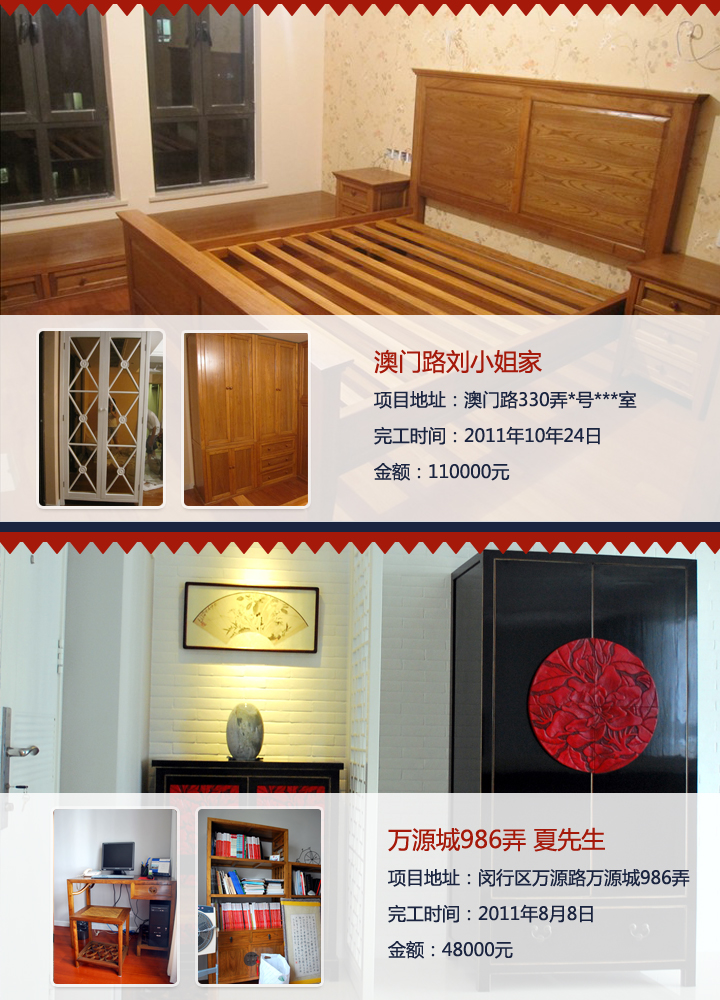 澳门路刘小姐家
项目地址：澳门路330弄*号***室
完工时间：2011年10年24日
金额：110000元
万源城986弄 夏先生
项目地址：闵行区万源路万源城986弄
完工时间：2011年8月8日
金额：48000元